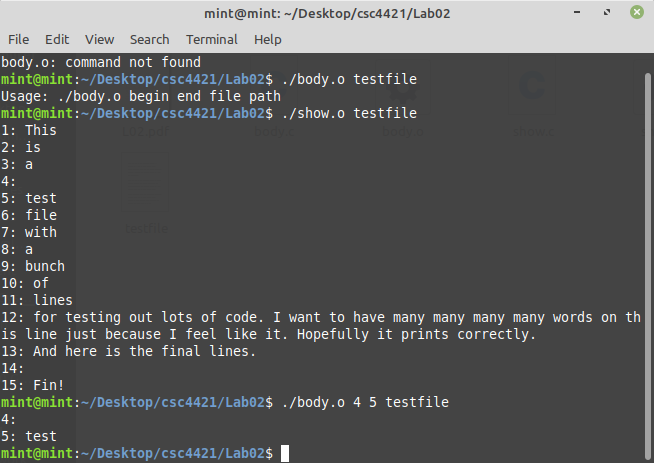 mint@mint: ~/Desktop/csc4421/Lab02
File Edit View Search Terminal Help
body.o: command not found
mint@mint:~/Desktop/csc4421/Lab02$ ./body.o testfile
Usage: ./body.o begin end file path
mint@mint:~/Desktop/csc4421/Lab02$ ./show.o testfile
1: This
2: is
3: a
4:
5: test
6: file
7: with
8: a
9: bunch
10: of
11: lines
12: for testing out lots of code. I want to have many many many many words on th
is line just because I feel like it. Hopefully it prints correctly.
13: And here is the final lines.
14:
15: Fin!
mint@mint:~/Desktop/csc4421/Lab02$ ./body.o 4 5 testfile
4:
5: test
mint@mint:~/Desktop/csc4421/Lab02$